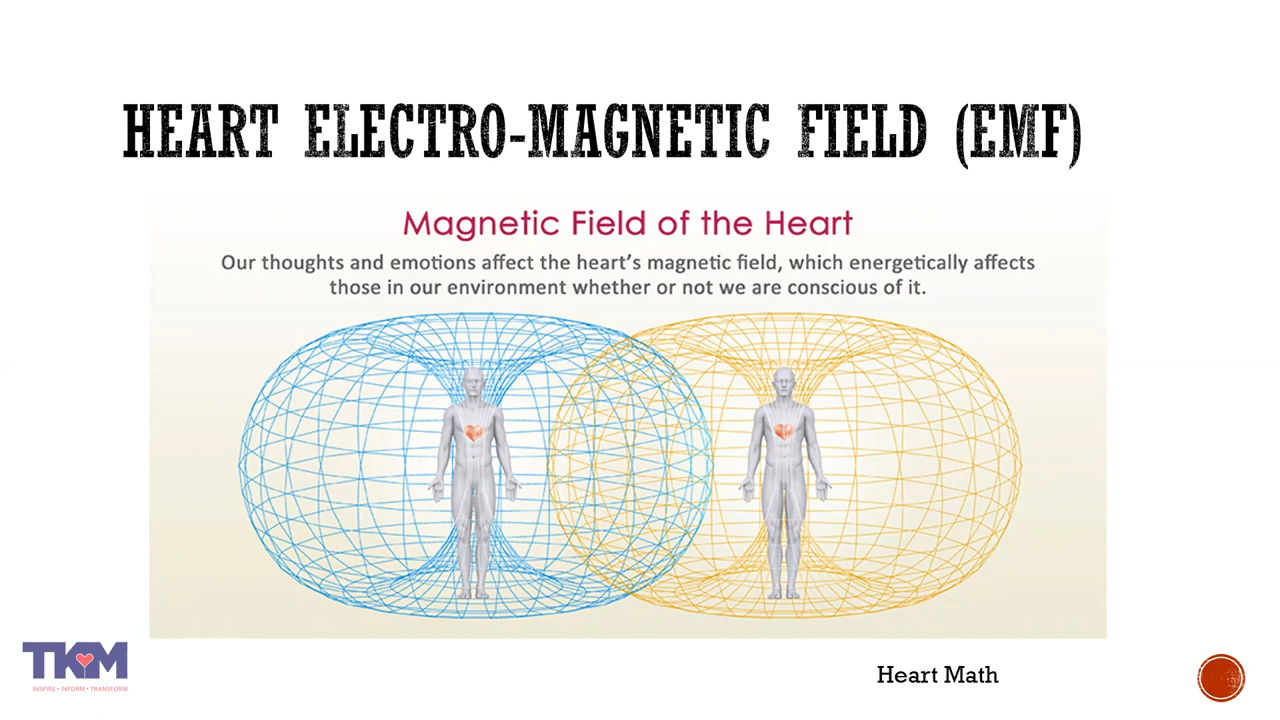 HEART ELECTRO-MAGNETIC FIELD (EMF)
Magnetic Field of the Heart
Our thoughts and emotions affect the heart's magnetic field, which energetically affects
those in our environment whether or not we are conscious of it.
TKM
INSPIRE • INFORM • TRANSFORM
Heart Math